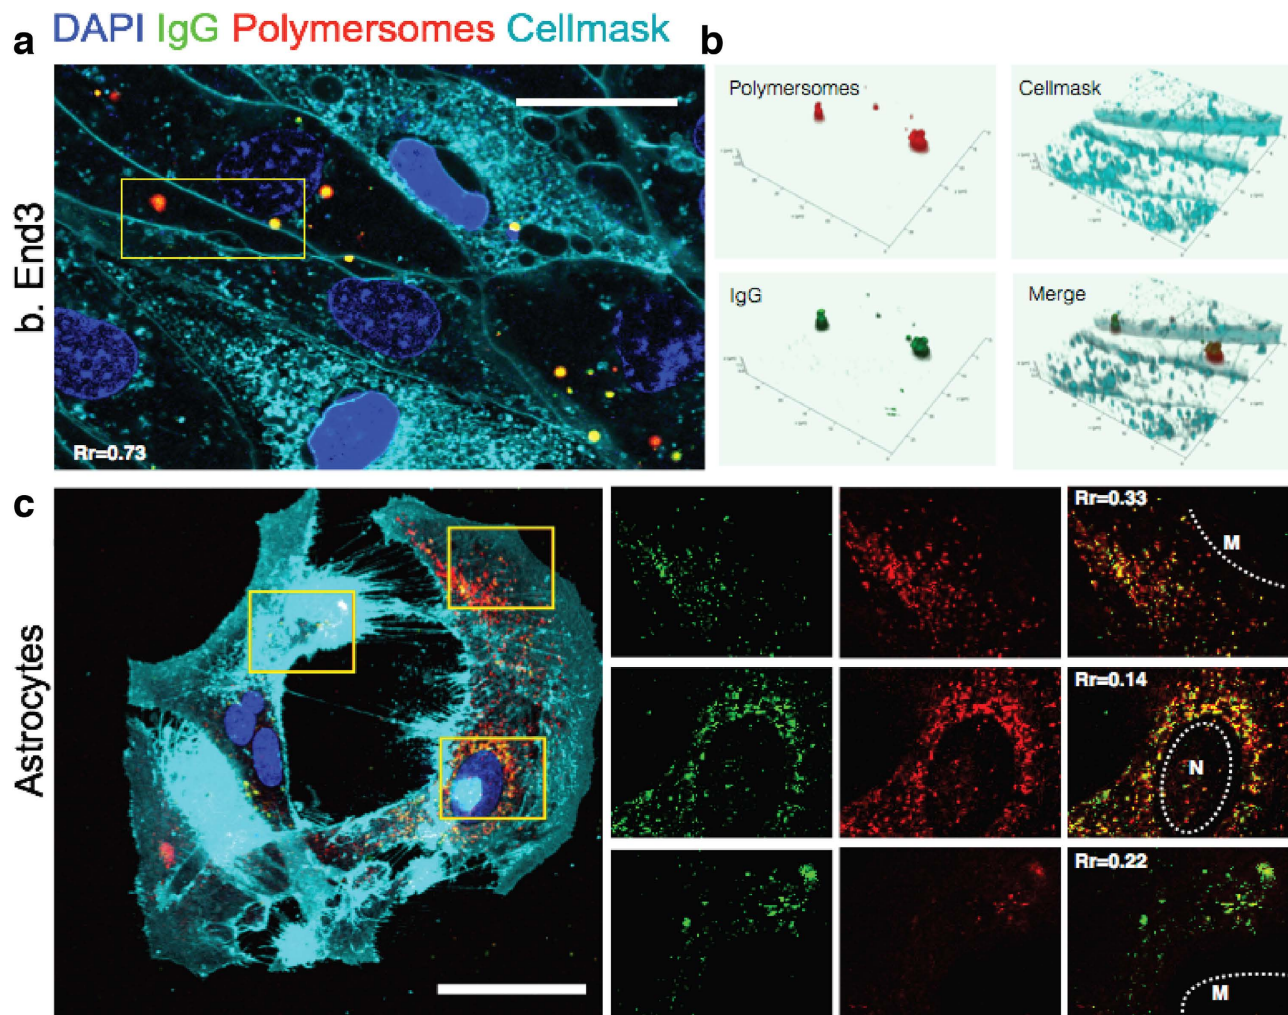 a DAPI IgG Polymersomes Cellmask
b
b. End3
Rr=0.73
Polymersomes
Cellmask
IgG
Merge
c
Astrocytes
Rr=0.33
M
Rr=0.14
N
Rr=0.22
M